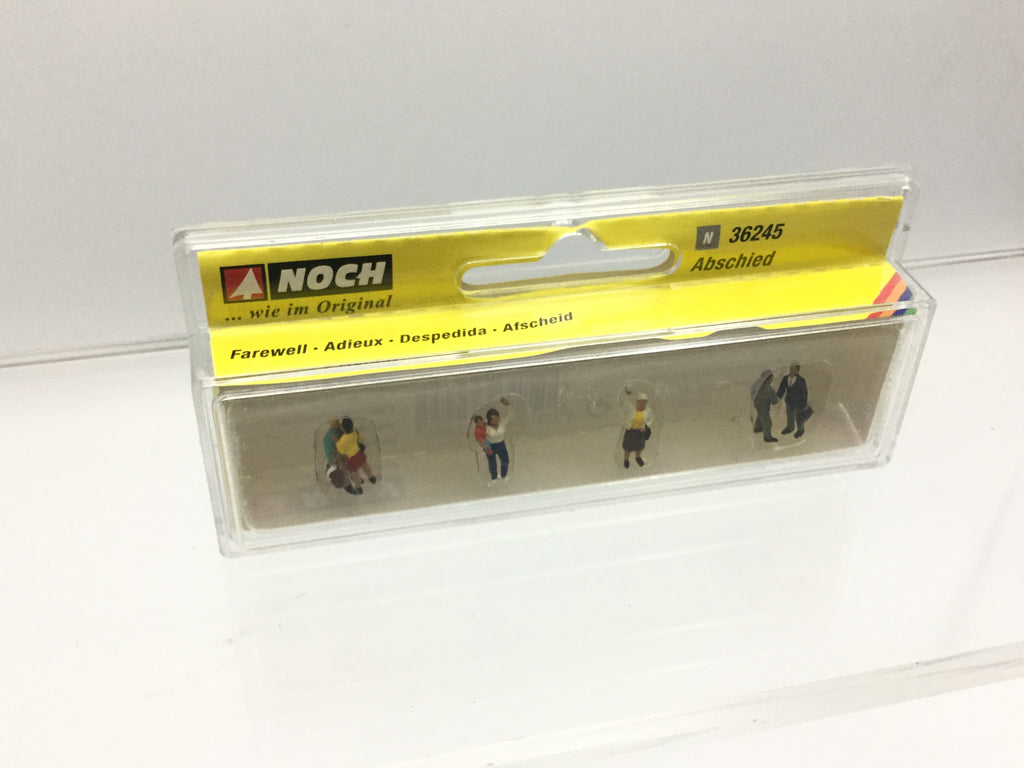 NOCH
... wie im Original
N 36245
Abschied
Farewell · Adieux · Despedida · Afscheid